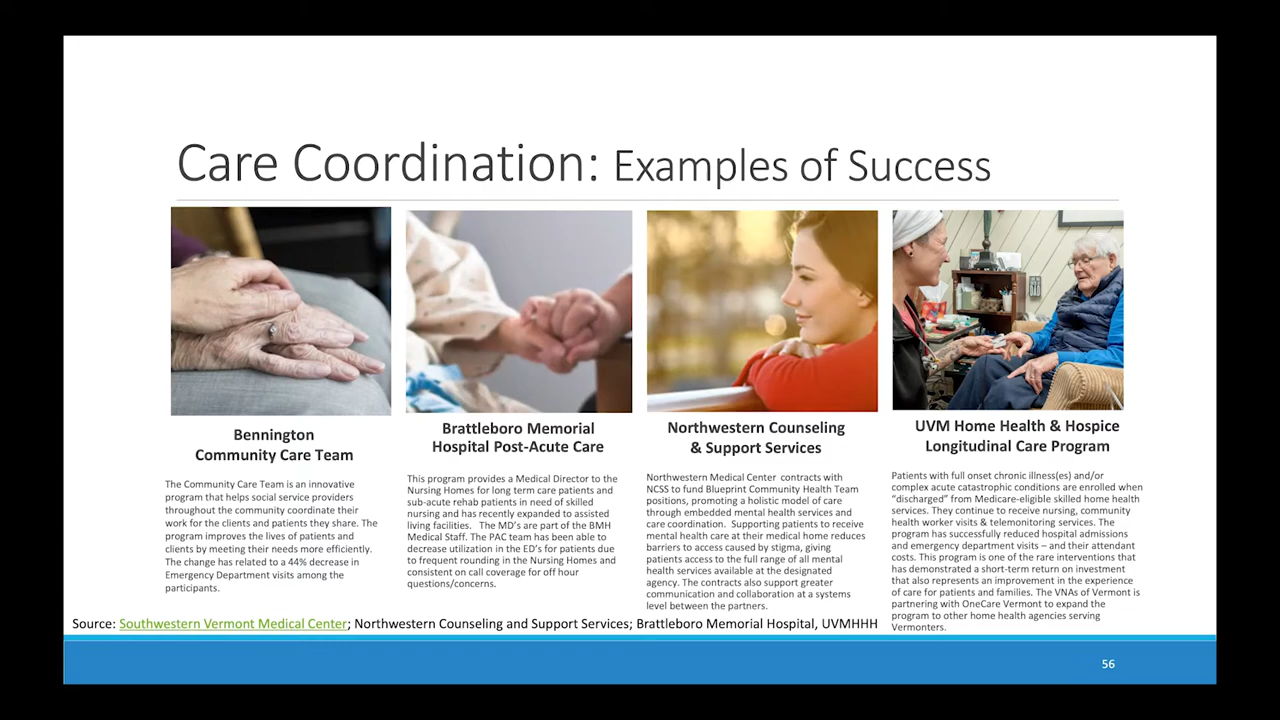 Care Coordination: Examples of Success
Bennington
Community Care Team
The Community Care Team is an innovative
program that helps social service providers
throughout the community coordinate their
work for the clients and patients they share. The
program improves the lives of patients and
clients by meeting their needs more efficiently.
The change has related to a 44% decrease in
Emergency Department visits among the
participants.
Brattleboro Memorial
Hospital Post-Acute Care
This program provides a Medical Director to the
Nursing Homes for long term care patients and
sub-acute rehab patients in need of skilled
nursing and has recently expanded to assisted
living facilities. The MD's are part of the BMH
Medical Staff. The PAC team has been able to
decrease utilization in the ED's for patients due
to frequent rounding in the Nursing Homes and
consistent on call coverage for off hour
questions/concerns.
Northwestern Counseling
& Support Services
Northwestern Medical Center contracts with
NCSS to fund Blueprint Community Health Team
positions, promoting a holistic model of care
through embedded mental health services and
care coordination. Supporting patients to receive
mental health care at their medical home reduces
barriers to access caused by stigma, giving
patients access to the full range of all mental
health services available at the designated
agency. The contracts also support greater
communication and collaboration at a systems
level between the partners.
UVM Home Health & Hospice
Longitudinal Care Program
Patients with full onset chronic illness(es) and/or
complex acute catastrophic conditions are enrolled when
“discharged” from Medicare-eligible skilled home health
services. They continue to receive nursing, community
health worker visits & telemonitoring services. The
program has successfully reduced hospital admissions
and emergency department visits – and their attendant
costs. This program is one of the rare interventions that
has demonstrated a short-term return on investment
that also represents an improvement in the experience
of care for patients and families. The VNAs of Vermont is
partnering with OneCare Vermont to expand the
program to other home health agencies serving
Vermonters.
Source: Southwestern Vermont Medical Center; Northwestern Counseling and Support Services; Brattleboro Memorial Hospital, UVMHHH
56